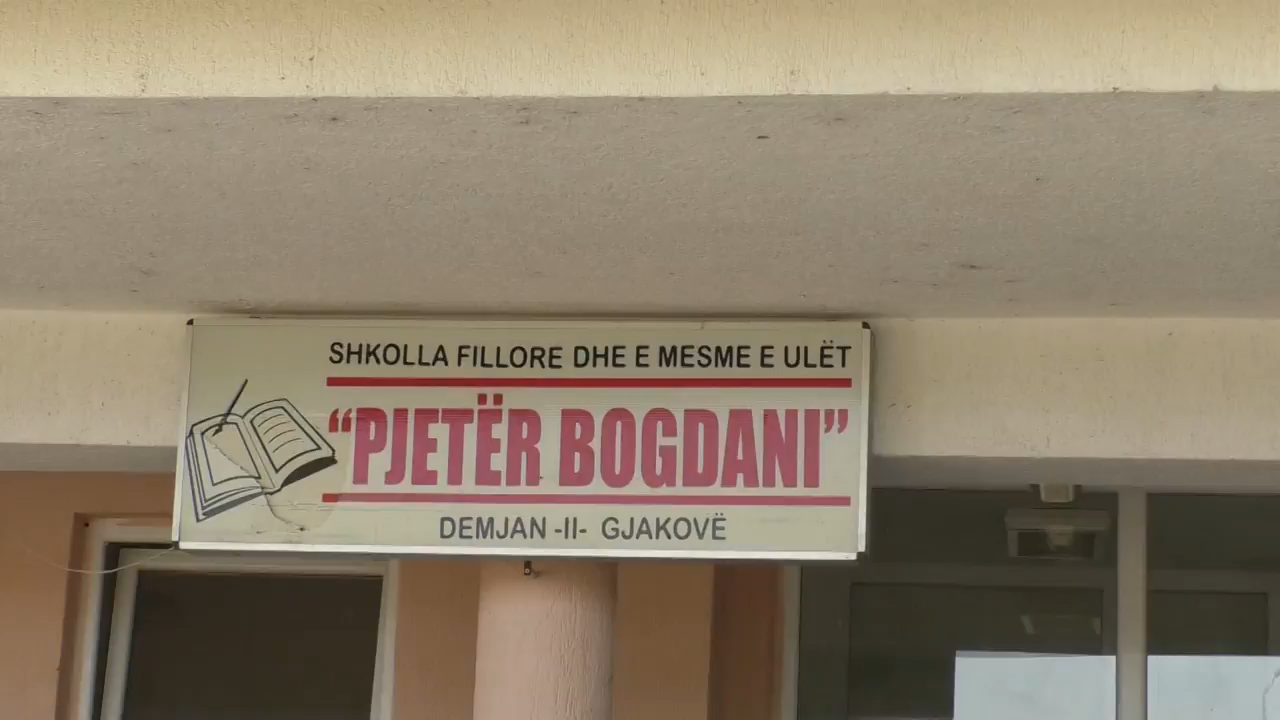 SHKOLLA FILLORE DHE E MESME E ULËT
“PJETËR BOGDANI”
DEMJAN -II- GJAKOVË